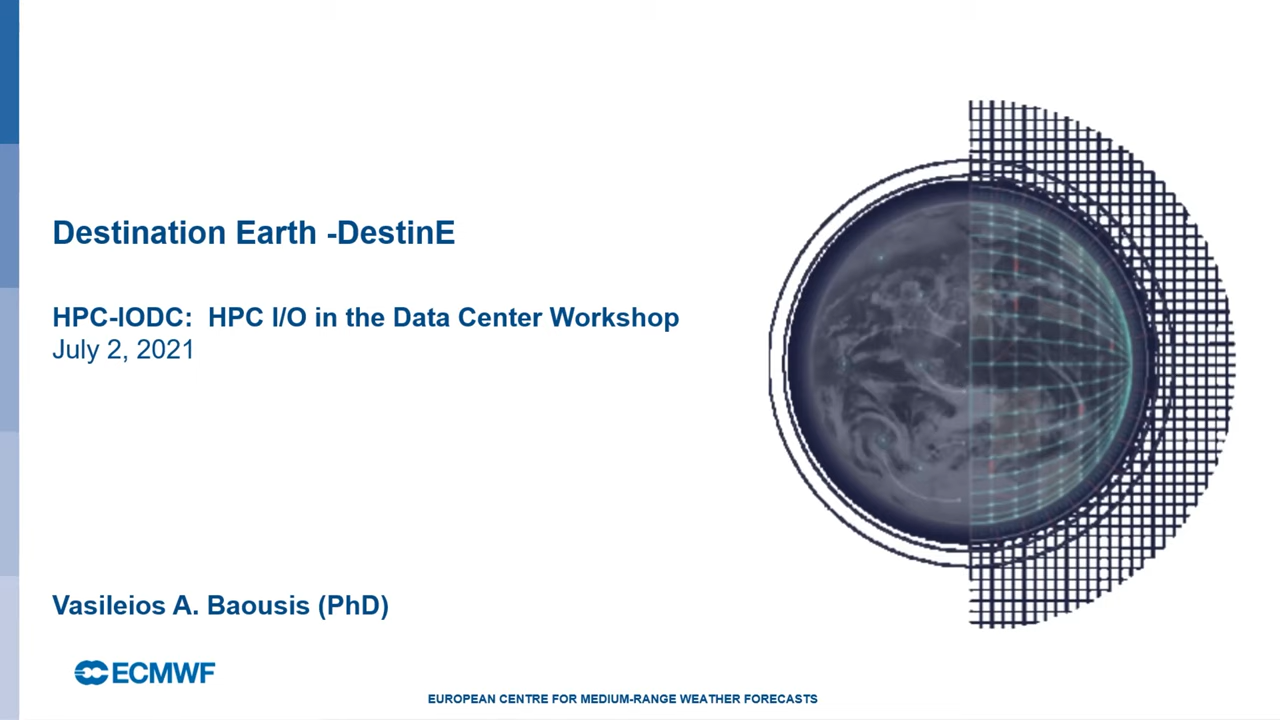 Destination Earth -DestinE
HPC-IODC:  HPC I/O in the Data Center Workshop
July 2, 2021
Vasileios A. Baousis (PhD)
ECMWF
EUROPEAN CENTRE FOR MEDIUM-RANGE WEATHER FORECASTS